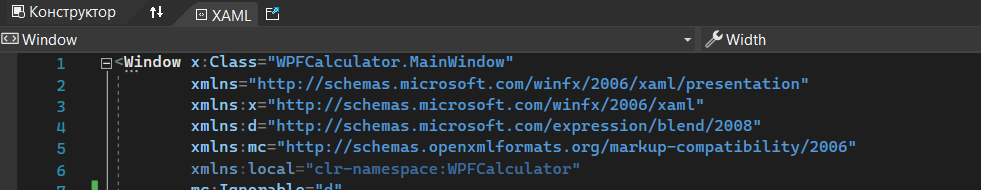 Конструктор XAML
Window Width
1 <Window x:Class="WPFCalculator.MainWindow"
2 xmlns="http://schemas.microsoft.com/winfx/2006/xaml/presentation"
3 xmlns:x="http://schemas.microsoft.com/winfx/2006/xaml"
4 xmlns:d="http://schemas.microsoft.com/expression/blend/2008"
5 xmlns:mc="http://schemas.openxmlformats.org/markup-compatibility/2006"
6 xmlns:local="clr-namespace:WPFCalculator"
7 mc:Ignorable="d"